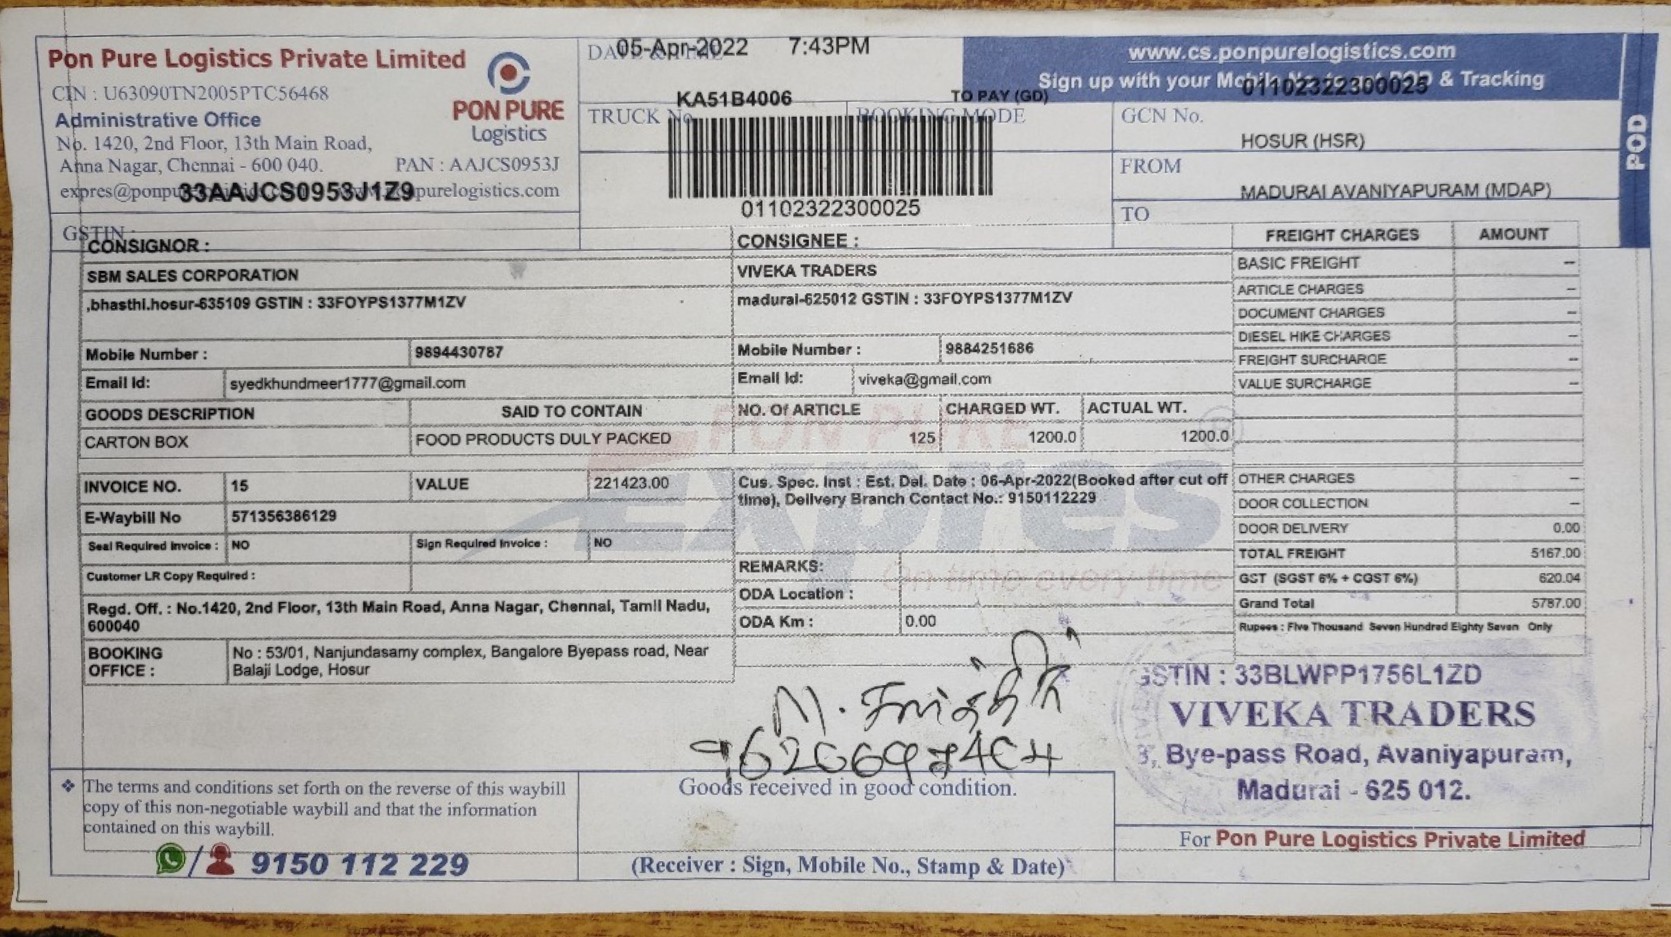 Pon Pure Logistics Private Limited
CIN : U63090TN2005PTC56468
Administrative Office
No. 1420, 2nd Floor, 13th Main Road,
Anna Nagar, Chennai - 600 040. PAN : AAJCS0953J
33AAJCS0953J1Z9
GSTIN :
PON PURE
Logistics
05-Apr-2022 7:43PM
KA51B4006 TO PAY (GD)
TRUCK No. BOOKING MODE
01102322300025
www.cs.ponpurelogistics.com
Sign up with your & Tracking
01102322300025
GCN No.
HOSUR (HSR)
FROM
MADURAI AVANIYAPURAM (MDAP)
TO
POD
CONSIGNOR :
SBM SALES CORPORATION
,bhasthi.hosur-635109 GSTIN : 33FOYPS1377M1ZV
Mobile Number : 9894430787
Email Id: syedkhundmeer1777@gmail.com
CONSIGNEE :
VIVEKA TRADERS
madurai-625012 GSTIN : 33FOYPS1377M1ZV
Mobile Number : 9884251686
Email Id: viveka@gmail.com
GOODS DESCRIPTION SAID TO CONTAIN NO. Of ARTICLE CHARGED WT. ACTUAL WT.
CARTON BOX FOOD PRODUCTS DULY PACKED 125 1200.0 1200.0
INVOICE NO. 15 VALUE 221423.00
E-Waybill No 571356386129
Seal Required Invoice : NO Sign Required Invoice : NO
Customer LR Copy Required :
Regd. Off. : No.1420, 2nd Floor, 13th Main Road, Anna Nagar, Chennai, Tamil Nadu,
600040
BOOKING OFFICE : No : 53/01, Nanjundasamy complex, Bangalore Byepass road, Near
Balaji Lodge, Hosur
Cus. Spec. Inst : Est. Del. Date : 06-Apr-2022(Booked after cut off
time), Delivery Branch Contact No.: 9150112229
REMARKS:
ODA Location :
ODA Km : 0.00
PON PURE
Expres
On time every time
FREIGHT CHARGES AMOUNT
BASIC FREIGHT –
ARTICLE CHARGES –
DOCUMENT CHARGES –
DIESEL HIKE CHARGES –
FREIGHT SURCHARGE –
VALUE SURCHARGE –
OTHER CHARGES –
DOOR COLLECTION –
DOOR DELIVERY 0.00
TOTAL FREIGHT 5167.00
GST (SGST 6% + CGST 6%) 620.04
Grand Total 5787.00
Rupees : Five Thousand Seven Hundred Eighty Seven Only
M.
GSTIN : 33BLWPP1756L1ZD
VIVEKA TRADERS
Bye-pass Road, Avaniyapuram,
Madurai - 625 012.
❖ The terms and conditions set forth on the reverse of this waybill
copy of this non-negotiable waybill and that the information
contained on this waybill.
/ 9150 112 229
Goods received in good condition.
(Receiver : Sign, Mobile No., Stamp & Date)
For Pon Pure Logistics Private Limited